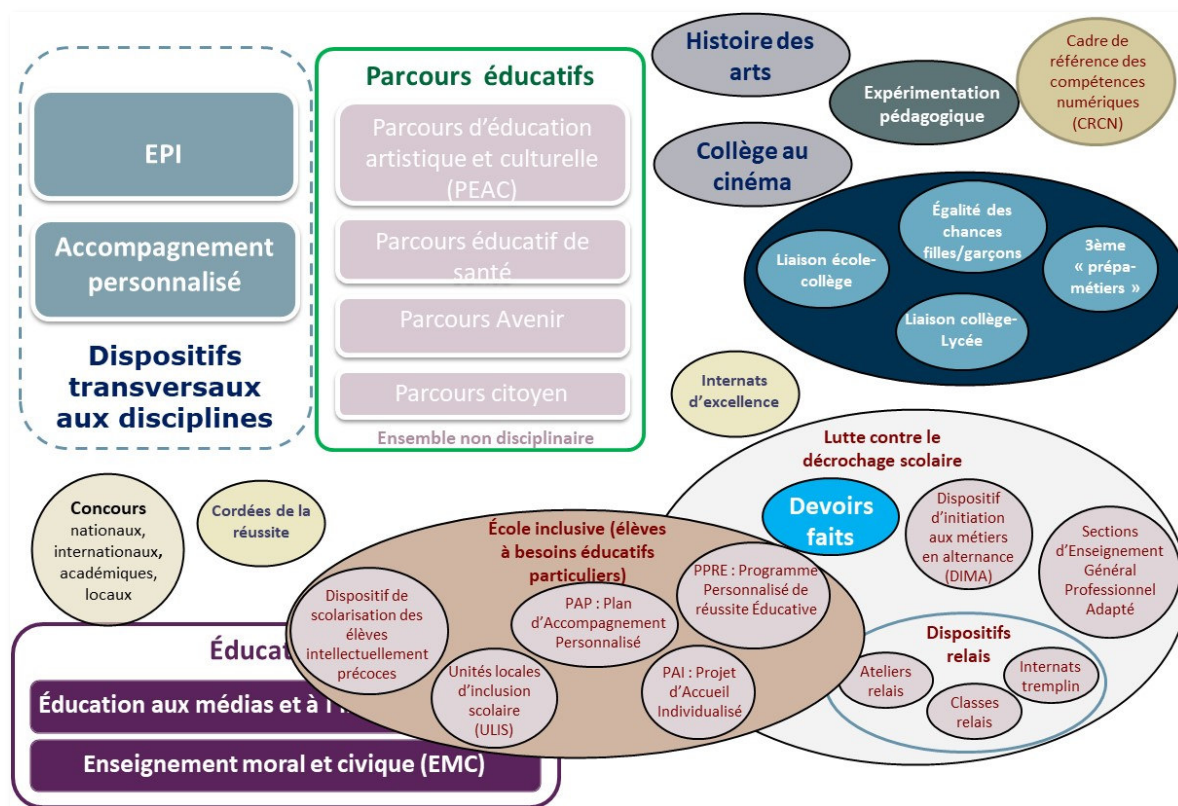 EPI
Accompagnement
personnalisé
Dispositifs
transversaux
aux disciplines
Parcours éducatifs
Parcours d'éducation
artistique et culturelle
(PEAC)
Parcours éducatif de
santé
Parcours Avenir
Parcours citoyen
Ensemble non disciplinaire
Histoire des
arts
Expérimentation
pédagogique
Cadre de
référence des
compétences
numériques
(CRCN)
Collège au
cinéma
Égalité des
chances
filles/garçons
Liaison école-
collège
3ème
« prépa-
métiers »
Liaison collège-
Lycée
Internats
d'excellence
Lutte contre le
décrochage scolaire
Devoirs
faits
Dispositif
d'initiation
aux métiers
en alternance
(DIMA)
Sections
d'Enseignement
Général
Professionnel
Adapté
Dispositifs
relais
Ateliers
relais
Internats
tremplin
Classes
relais
Concours
nationaux,
internationaux,
académiques,
locaux
Cordées de la
réussite
École inclusive (élèves
à besoins éducatifs
particuliers)
PPRE : Programme
Personnalisé de
réussite Éducative
Dispositif de
scolarisation des
élèves
intellectuellement
précoces
PAP : Plan
d'Accompagnement
Personnalisé
Unités locales
d'inclusion
scolaire
(ULIS)
PAI : Projet
d'Accueil
Individualisé
Éducat
Éducation aux médias et à l'i
Enseignement moral et civique (EMC)